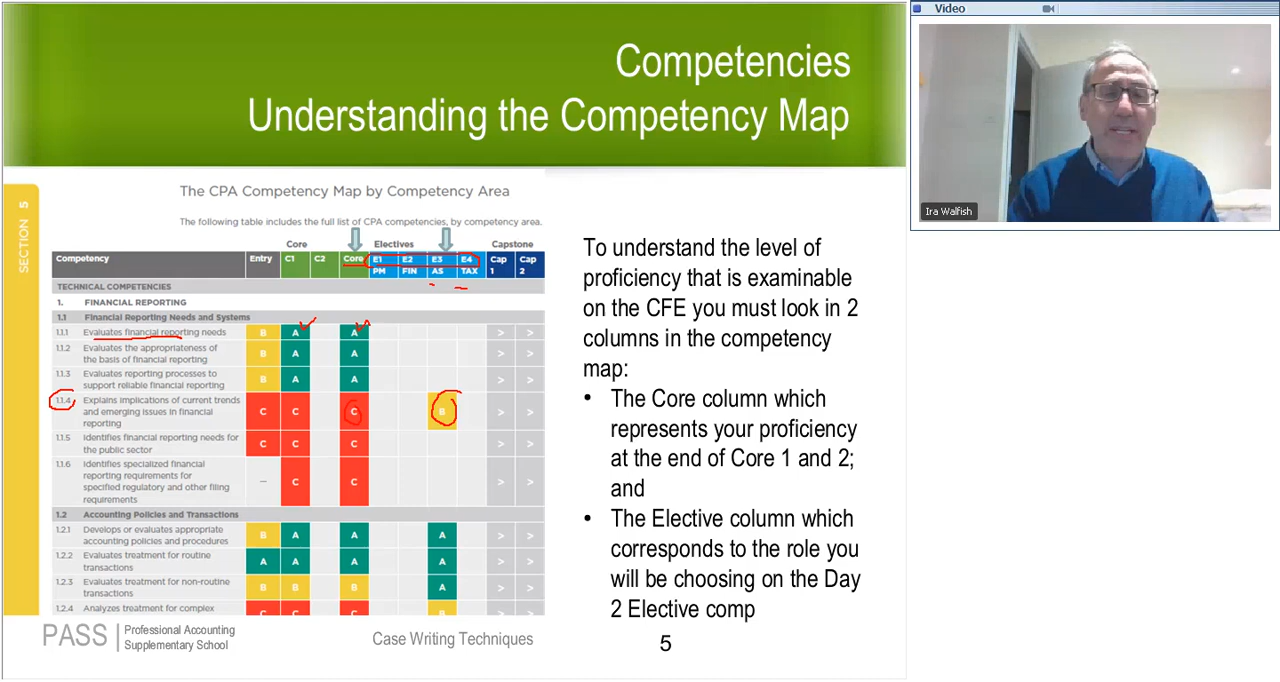 Competencies
Understanding the Competency Map
Video
Ira Walfish
SECTION 5
The CPA Competency Map by Competency Area
The following table includes the full list of CPA competencies, by competency area.
Core Electives Capstone
Competency Entry C1 C2 Core E1 PM E2 FIN E3 AS E4 TAX Cap 1 Cap 2
TECHNICAL COMPETENCIES
1. FINANCIAL REPORTING
1.1 Financial Reporting Needs and Systems
1.1.1 Evaluates financial reporting needs B A A > >
1.1.2 Evaluates the appropriateness of
the basis of financial reporting B A A > >
1.1.3 Evaluates reporting processes to
support reliable financial reporting B A A > >
1.1.4 Explains implications of current trends
and emerging issues in financial
reporting C C C B > >
1.1.5 Identifies financial reporting needs for
the public sector C C C > >
1.1.6 Identifies specialized financial
reporting requirements for
specified regulatory and other filing
requirements – C C > >
1.2 Accounting Policies and Transactions
1.2.1 Develops or evaluates appropriate
accounting policies and procedures B A A A > >
1.2.2 Evaluates treatment for routine
transactions A A A A > >
1.2.3 Evaluates treatment for non-routine
transactions B B B A > >
1.2.4 Analyzes treatment for complex C C C B > >
To understand the level of
proficiency that is examinable
on the CFE you must look in 2
columns in the competency
map:
• The Core column which
represents your proficiency
at the end of Core 1 and 2;
and
• The Elective column which
corresponds to the role you
will be choosing on the Day
2 Elective comp
PASS | Professional Accounting
Supplementary School
Case Writing Techniques
5